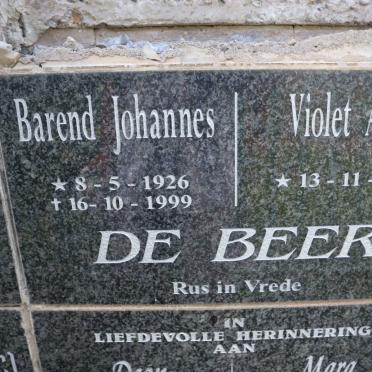 Barend Johannes
★ 8 - 5 - 1926
† 16- 10 - 1999
Violet
★ 13 - 11 -
DE BEER
Rus in Vrede
IN
LIEFDEVOLLE HERINNERING
AAN
Mara